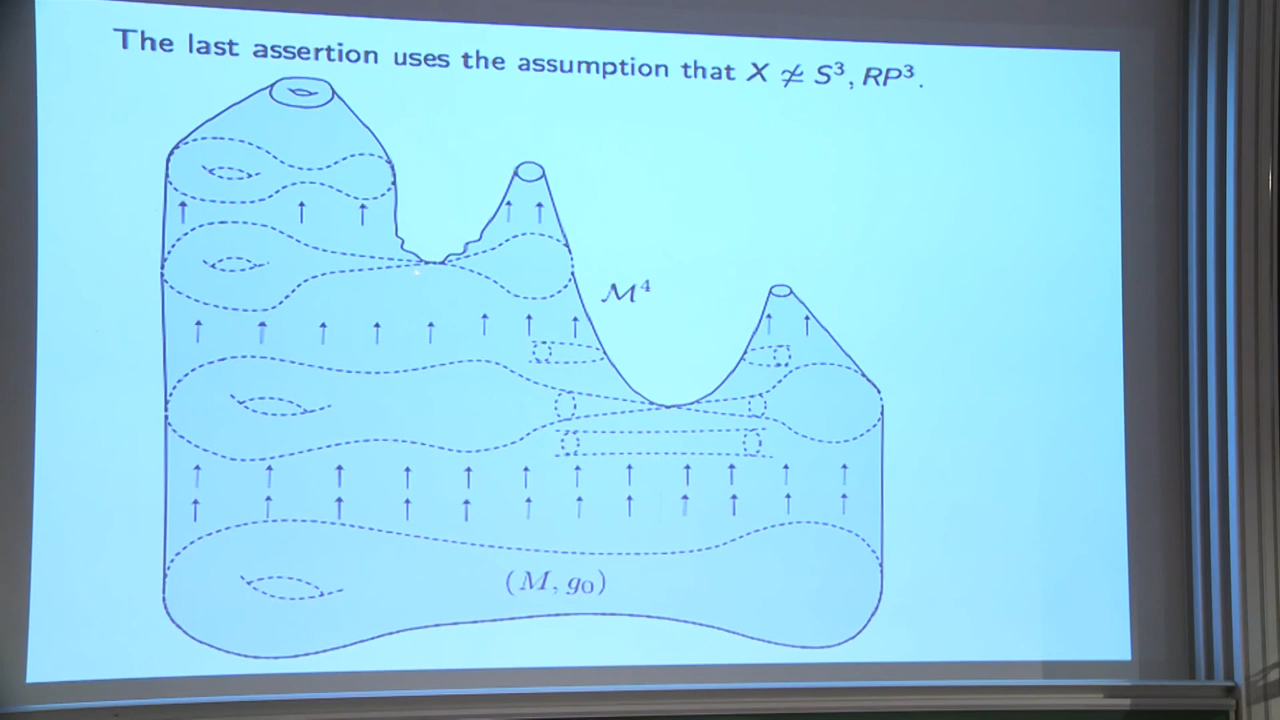 The last assertion uses the assumption that X ≄ S³, RP³.
ℳ⁴
(M, g₀)